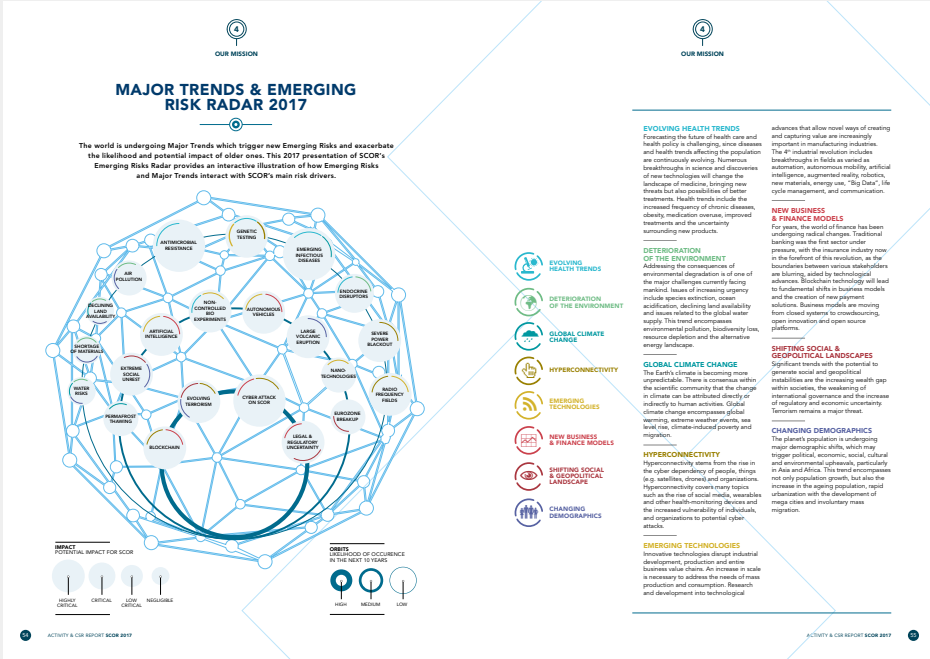 4
OUR MISSION
MAJOR TRENDS & EMERGING
RISK RADAR 2017
The world is undergoing Major Trends which trigger new Emerging Risks and exacerbate
the likelihood and potential impact of older ones. This 2017 presentation of SCOR's
Emerging Risks Radar provides an interactive illustration of how Emerging Risks
and Major Trends interact with SCOR's main risk drivers.
ANTIMICROBIAL
RESISTANCE
GENETIC
TESTING
EMERGING
INFECTIOUS
DISEASES
AIR
POLLUTION
ENDOCRINE
DISRUPTORS
DECLINING
LAND
AVAILABILITY
NON-
CONTROLLED
BIO
EXPERIMENTS
AUTONOMOUS
VEHICLES
ARTIFICIAL
INTELLIGENCE
LARGE
VOLCANIC
ERUPTION
SEVERE
POWER
BLACKOUT
SHORTAGE
OF MATERIALS
EXTREME
SOCIAL
UNREST
NANO-
TECHNOLOGIES
WATER
RISKS
RADIO
FREQUENCY
FIELDS
EVOLVING
TERRORISM
CYBER ATTACK
ON SCOR
PERMAFROST
THAWING
EUROZONE
BREAKUP
BLOCKCHAIN
LEGAL &
REGULATORY
UNCERTAINTY
IMPACT
POTENTIAL IMPACT FOR SCOR
HIGHLY
CRITICAL
CRITICAL
LOW
CRITICAL
NEGLIGIBLE
ORBITS
LIKELIHOOD OF OCCURENCE
IN THE NEXT 10 YEARS
HIGH
MEDIUM
LOW
54
ACTIVITY & CSR REPORT SCOR 2017
EVOLVING
HEALTH TRENDS
DETERIORATION
OF THE ENVIRONMENT
GLOBAL CLIMATE
CHANGE
HYPERCONNECTIVITY
EMERGING
TECHNOLOGIES
NEW BUSINESS
& FINANCE MODELS
SHIFTING SOCIAL
& GEOPOLITICAL
LANDSCAPE
CHANGING
DEMOGRAPHICS
4
OUR MISSION
EVOLVING HEALTH TRENDS
Forecasting the future of health care and
health policy is challenging, since diseases
and health trends affecting the population
are continuously evolving. Numerous
breakthroughs in science and discoveries
of new technologies will change the
landscape of medicine, bringing new
threats but also possibilities of better
treatments. Health trends include the
increased frequency of chronic diseases,
obesity, medication overuse, improved
treatments and the uncertainty
surrounding new products.
DETERIORATION
OF THE ENVIRONMENT
Addressing the consequences of
environmental degradation is of one of
the major challenges currently facing
mankind. Issues of increasing urgency
include species extinction, ocean
acidification, declining land availability
and issues related to the global water
supply. This trend encompasses
environmental pollution, biodiversity loss,
resource depletion and the alternative
energy landscape.
GLOBAL CLIMATE CHANGE
The Earth's climate is becoming more
unpredictable. There is consensus within
the scientific community that the change
in climate can be attributed directly or
indirectly to human activities. Global
climate change encompasses global
warming, extreme weather events, sea
level rise, climate-induced poverty and
migration.
HYPERCONNECTIVITY
Hyperconnectivity stems from the rise in
the cyber dependency of people, things
(e.g. satellites, drones) and organizations.
Hyperconnectivity covers many topics
such as the rise of social media, wearables
and other health-monitoring devices and
the increased vulnerability of individuals,
and organizations to potential cyber
attacks.
EMERGING TECHNOLOGIES
Innovative technologies disrupt industrial
development, production and entire
business value chains. An increase in scale
is necessary to address the needs of mass
production and consumption. Research
and development into technological
advances that allow novel ways of creating
and capturing value are increasingly
important in manufacturing industries.
The 4th industrial revolution includes
breakthroughs in fields as varied as
automation, autonomous mobility, artificial
intelligence, augmented reality, robotics,
new materials, energy use, "Big Data", life
cycle management, and communication.
NEW BUSINESS
& FINANCE MODELS
For years, the world of finance has been
undergoing radical changes. Traditional
banking was the first sector under
pressure, with the insurance industry now
in the forefront of this revolution, as the
boundaries between various stakeholders
are blurring, aided by technological
advances. Blockchain technology will lead
to fundamental shifts in business models
and the creation of new payment
solutions. Business models are moving
from closed systems to crowdsourcing,
open innovation and open source
platforms.
SHIFTING SOCIAL &
GEOPOLITICAL LANDSCAPES
Significant trends with the potential to
generate social and geopolitical
instabilities are the increasing wealth gap
within societies, the weakening of
international governance and the increase
of regulatory and economic uncertainty.
Terrorism remains a major threat.
CHANGING DEMOGRAPHICS
The planet's population is undergoing
major demographic shifts, which may
trigger political, economic, social, cultural
and environmental upheavals, particularly
in Asia and Africa. This trend encompasses
not only population growth, but also the
increase in the ageing population, rapid
urbanization with the development of
mega cities and involuntary mass
migration.
ACTIVITY & CSR REPORT SCOR 2017
55